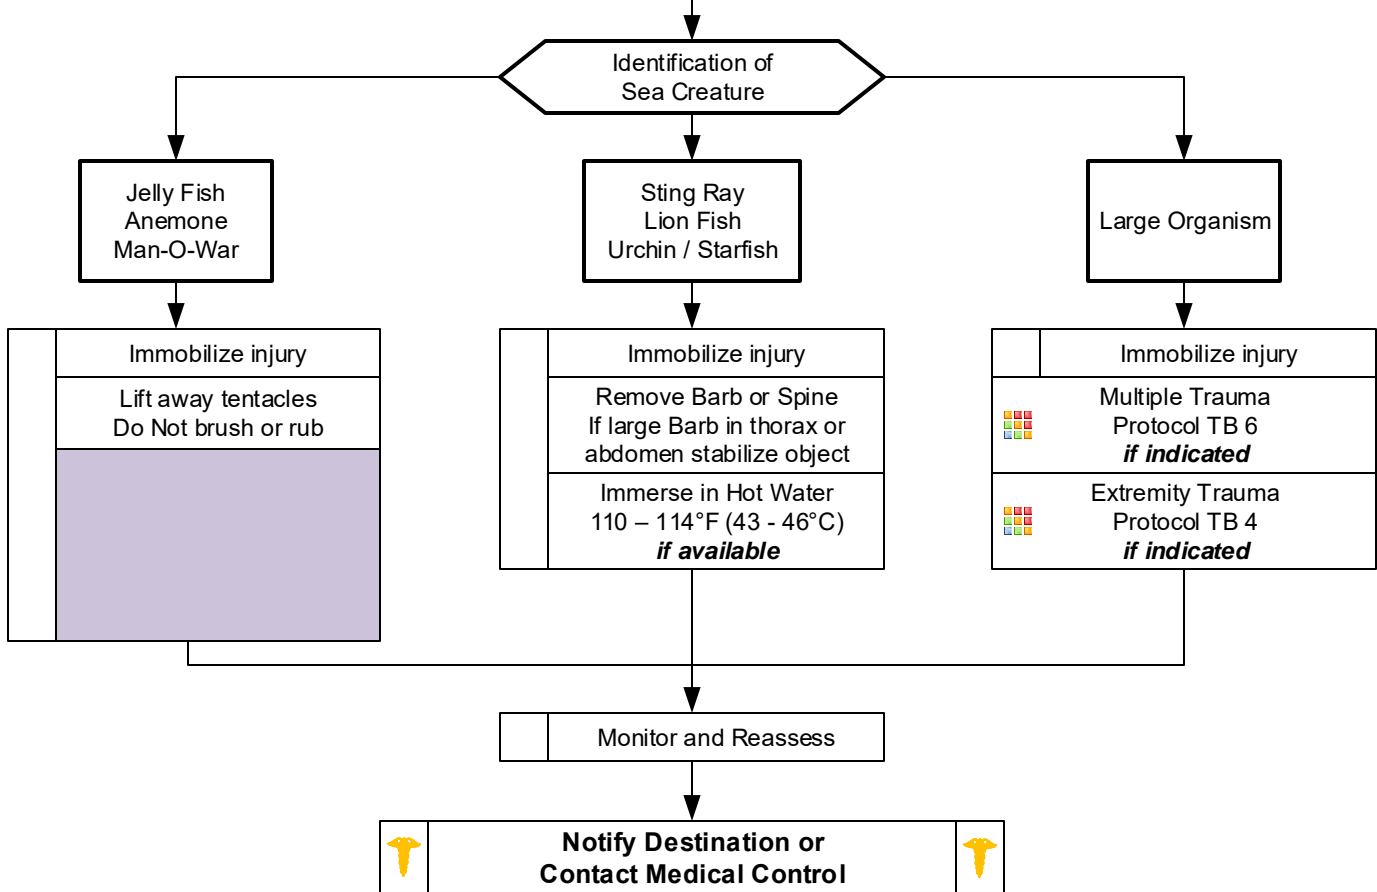 Identification of
Sea Creature
Jelly Fish
Anemone
Man-O-War
Sting Ray
Lion Fish
Urchin / Starfish
Large Organism
Immobilize injury
Lift away tentacles
Do Not brush or rub
Immobilize injury
Remove Barb or Spine
If large Barb in thorax or
abdomen stabilize object
Immerse in Hot Water
110 – 114°F (43 - 46°C)
if available
Immobilize injury
Multiple Trauma
Protocol TB 6
if indicated
Extremity Trauma
Protocol TB 4
if indicated
Monitor and Reassess
Notify Destination or
Contact Medical Control